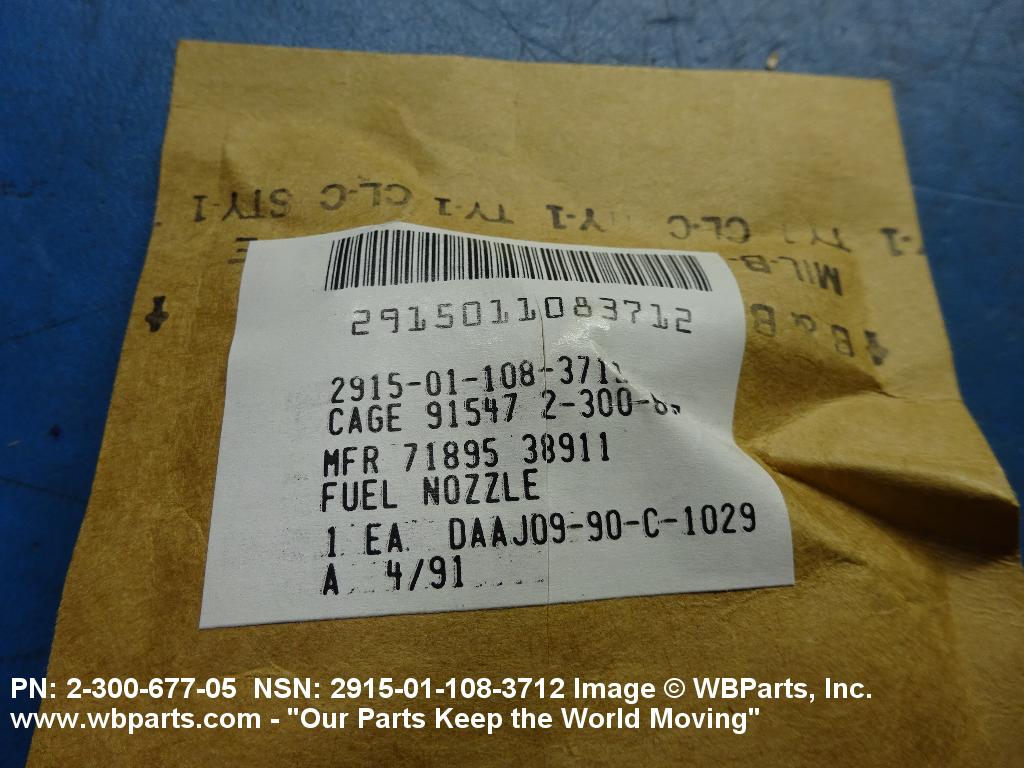 TY-1 TY-1 CL-C TY-1 TY-1 CL-C STY-1
MIL-B-
B & B
2915011083712
2915-01-108-371
CAGE 91547 2-300-
MFR 71895 38911
FUEL NOZZLE
1 EA. DAAJ09-90-C-1029
A 4/91
PN: 2-300-677-05 NSN: 2915-01-108-3712 Image © WBParts, Inc.
www.wbparts.com - "Our Parts Keep the World Moving"